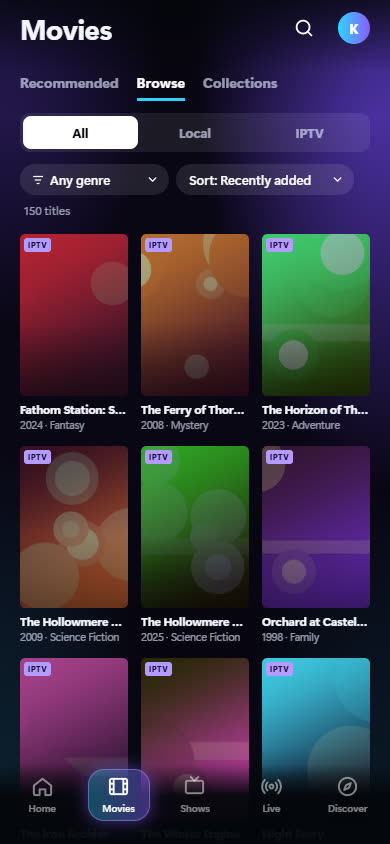 Movies
K
Recommended Browse Collections
All Local IPTV
Any genre Sort: Recently added
150 titles
IPTV IPTV IPTV
Fathom Station: S... The Ferry of Thor... The Horizon of Th...
2024 · Fantasy 2008 · Mystery 2023 · Adventure
IPTV IPTV IPTV
The Hollowmere ... The Hollowmere ... Orchard at Castel...
2009 · Science Fiction 2025 · Science Fiction 1998 · Family
IPTV IPTV IPTV
Home Movies Shows Live Discover